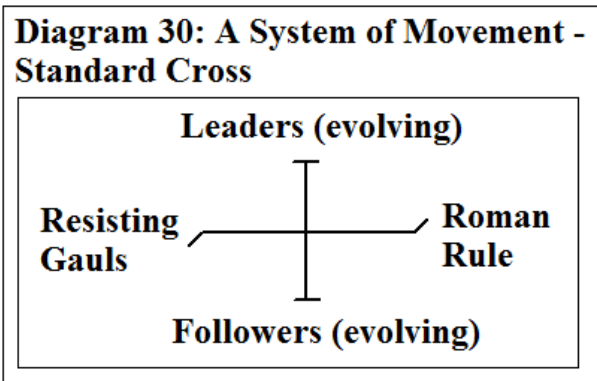 Diagram 30: A System of Movement -
Standard Cross
Leaders (evolving)
Resisting
Gauls
Roman
Rule
Followers (evolving)